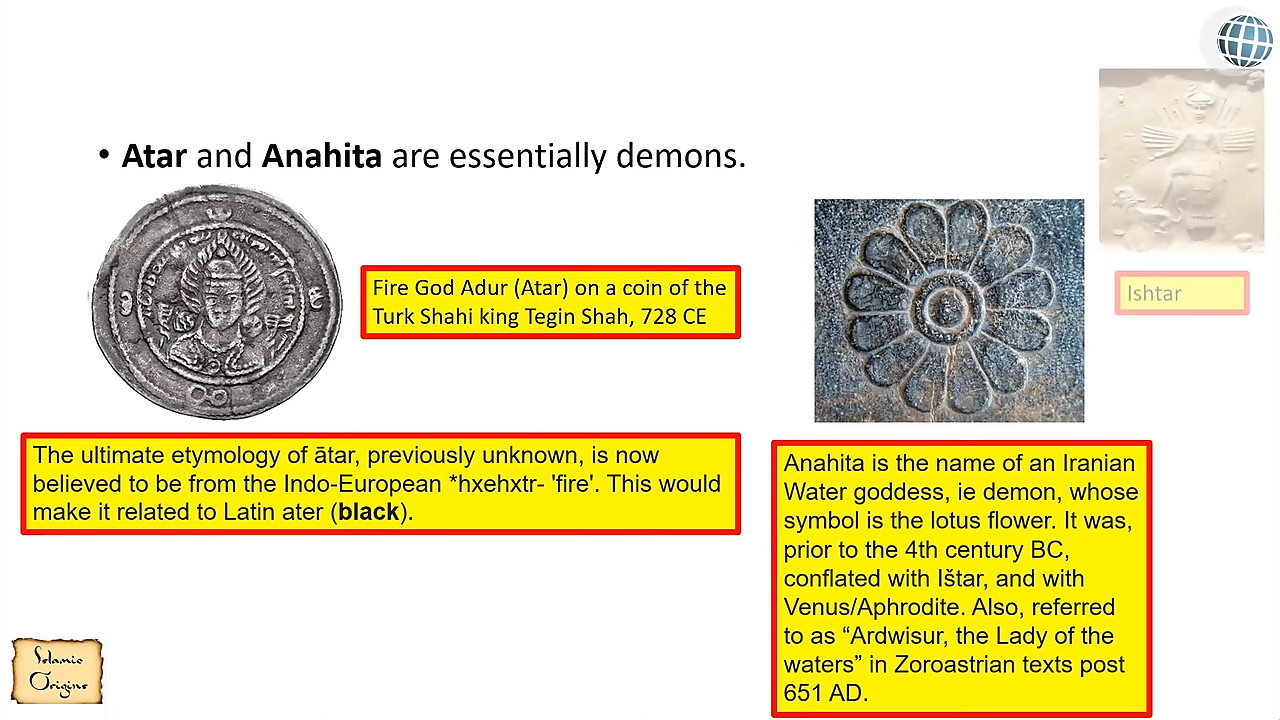 • Atar and Anahita are essentially demons.
Fire God Adur (Atar) on a coin of the
Turk Shahi king Tegin Shah, 728 CE
The ultimate etymology of ātar, previously unknown, is now
believed to be from the Indo-European *hxehxtr- 'fire'. This would
make it related to Latin ater (black).
Ishtar
Anahita is the name of an Iranian
Water goddess, ie demon, whose
symbol is the lotus flower. It was,
prior to the 4th century BC,
conflated with Ištar, and with
Venus/Aphrodite. Also, referred
to as “Ardwisur, the Lady of the
waters” in Zoroastrian texts post
651 AD.
Islamic
Origins